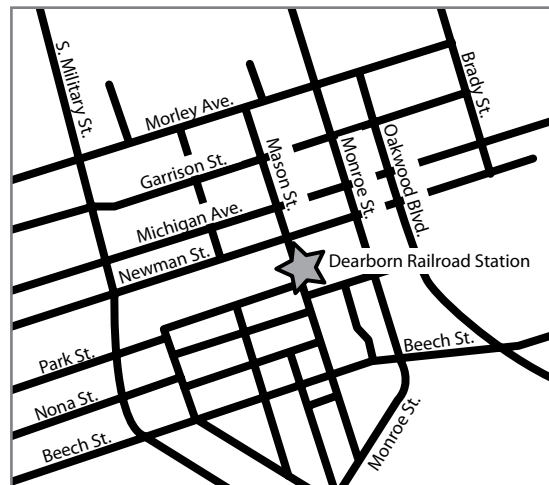 S. Military St.
Brady St.
Morley Ave.
Garrison St.
Mason St.
Monroe St.
Oakwood Blvd.
Michigan Ave.
Newman St.
Dearborn Railroad Station
Park St.
Beech St.
Nona St.
Beech St.
Monroe St.